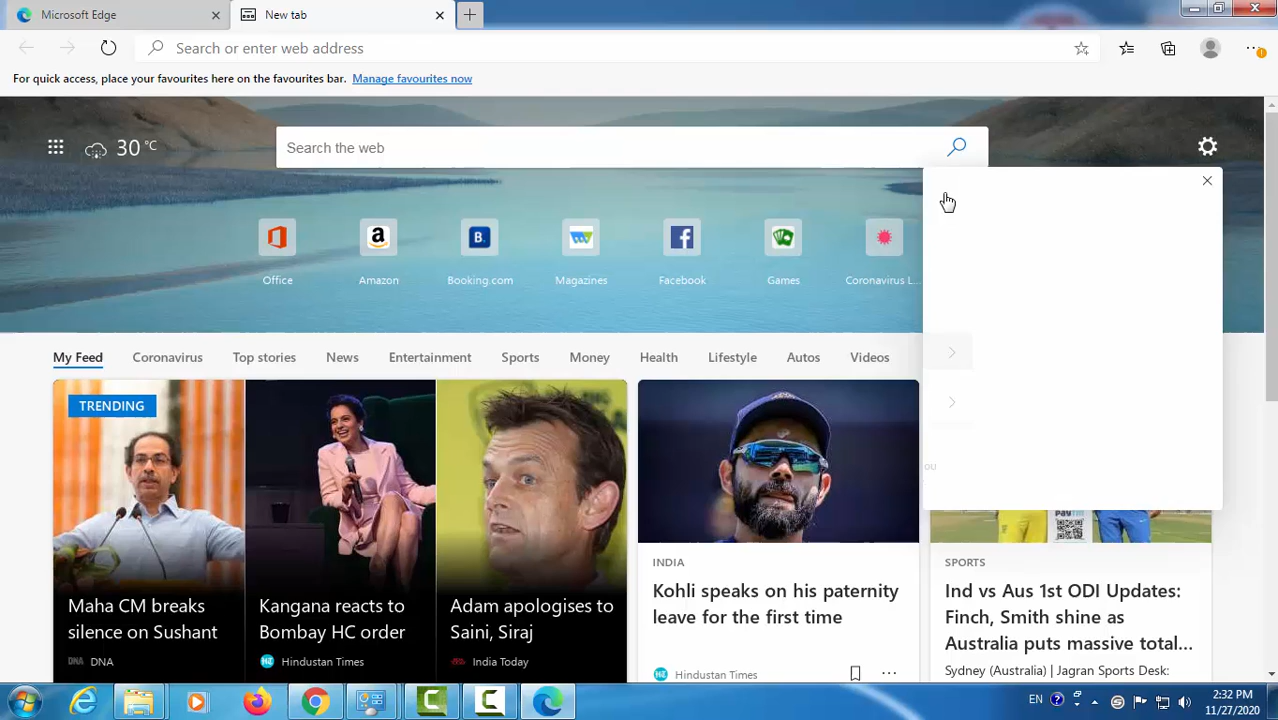 Microsoft Edge
New tab
Search or enter web address
For quick access, place your favourites here on the favourites bar. Manage favourites now
30 °C
Search the web
Office
Amazon
B.
Booking.com
Magazines
Facebook
Games
Coronavirus L...
My Feed
Coronavirus
Top stories
News
Entertainment
Sports
Money
Health
Lifestyle
Autos
Videos
ou
TRENDING
Maha CM breaks
silence on Sushant
DNA DNA
Kangana reacts to
Bombay HC order
HZ Hindustan Times
Adam apologises to
Saini, Siraj
India Today
INDIA
Kohli speaks on his paternity
leave for the first time
HZ Hindustan Times
PAYTM
SPORTS
Ind vs Aus 1st ODI Updates:
Finch, Smith shine as
Australia puts massive total...
Sydney (Australia) | Jagran Sports Desk:
EN
2:32 PM
11/27/2020